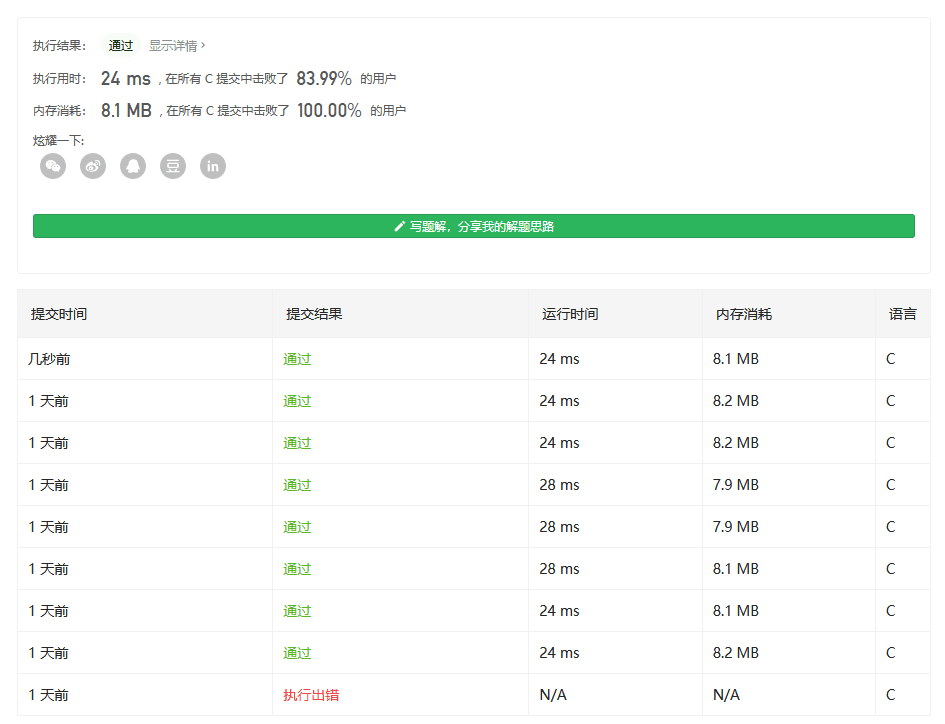 执行结果： 通过 显示详情 ›
执行用时： 24 ms ，在所有 C 提交中击败了 83.99% 的用户
内存消耗： 8.1 MB ，在所有 C 提交中击败了 100.00% 的用户
炫耀一下:
豆 in
写题解，分享我的解题思路
提交时间 提交结果 运行时间 内存消耗 语言
几秒前 通过 24 ms 8.1 MB C
1 天前 通过 24 ms 8.2 MB C
1 天前 通过 24 ms 8.2 MB C
1 天前 通过 28 ms 7.9 MB C
1 天前 通过 28 ms 7.9 MB C
1 天前 通过 28 ms 8.1 MB C
1 天前 通过 24 ms 8.1 MB C
1 天前 通过 24 ms 8.2 MB C
1 天前 执行出错 N/A N/A C